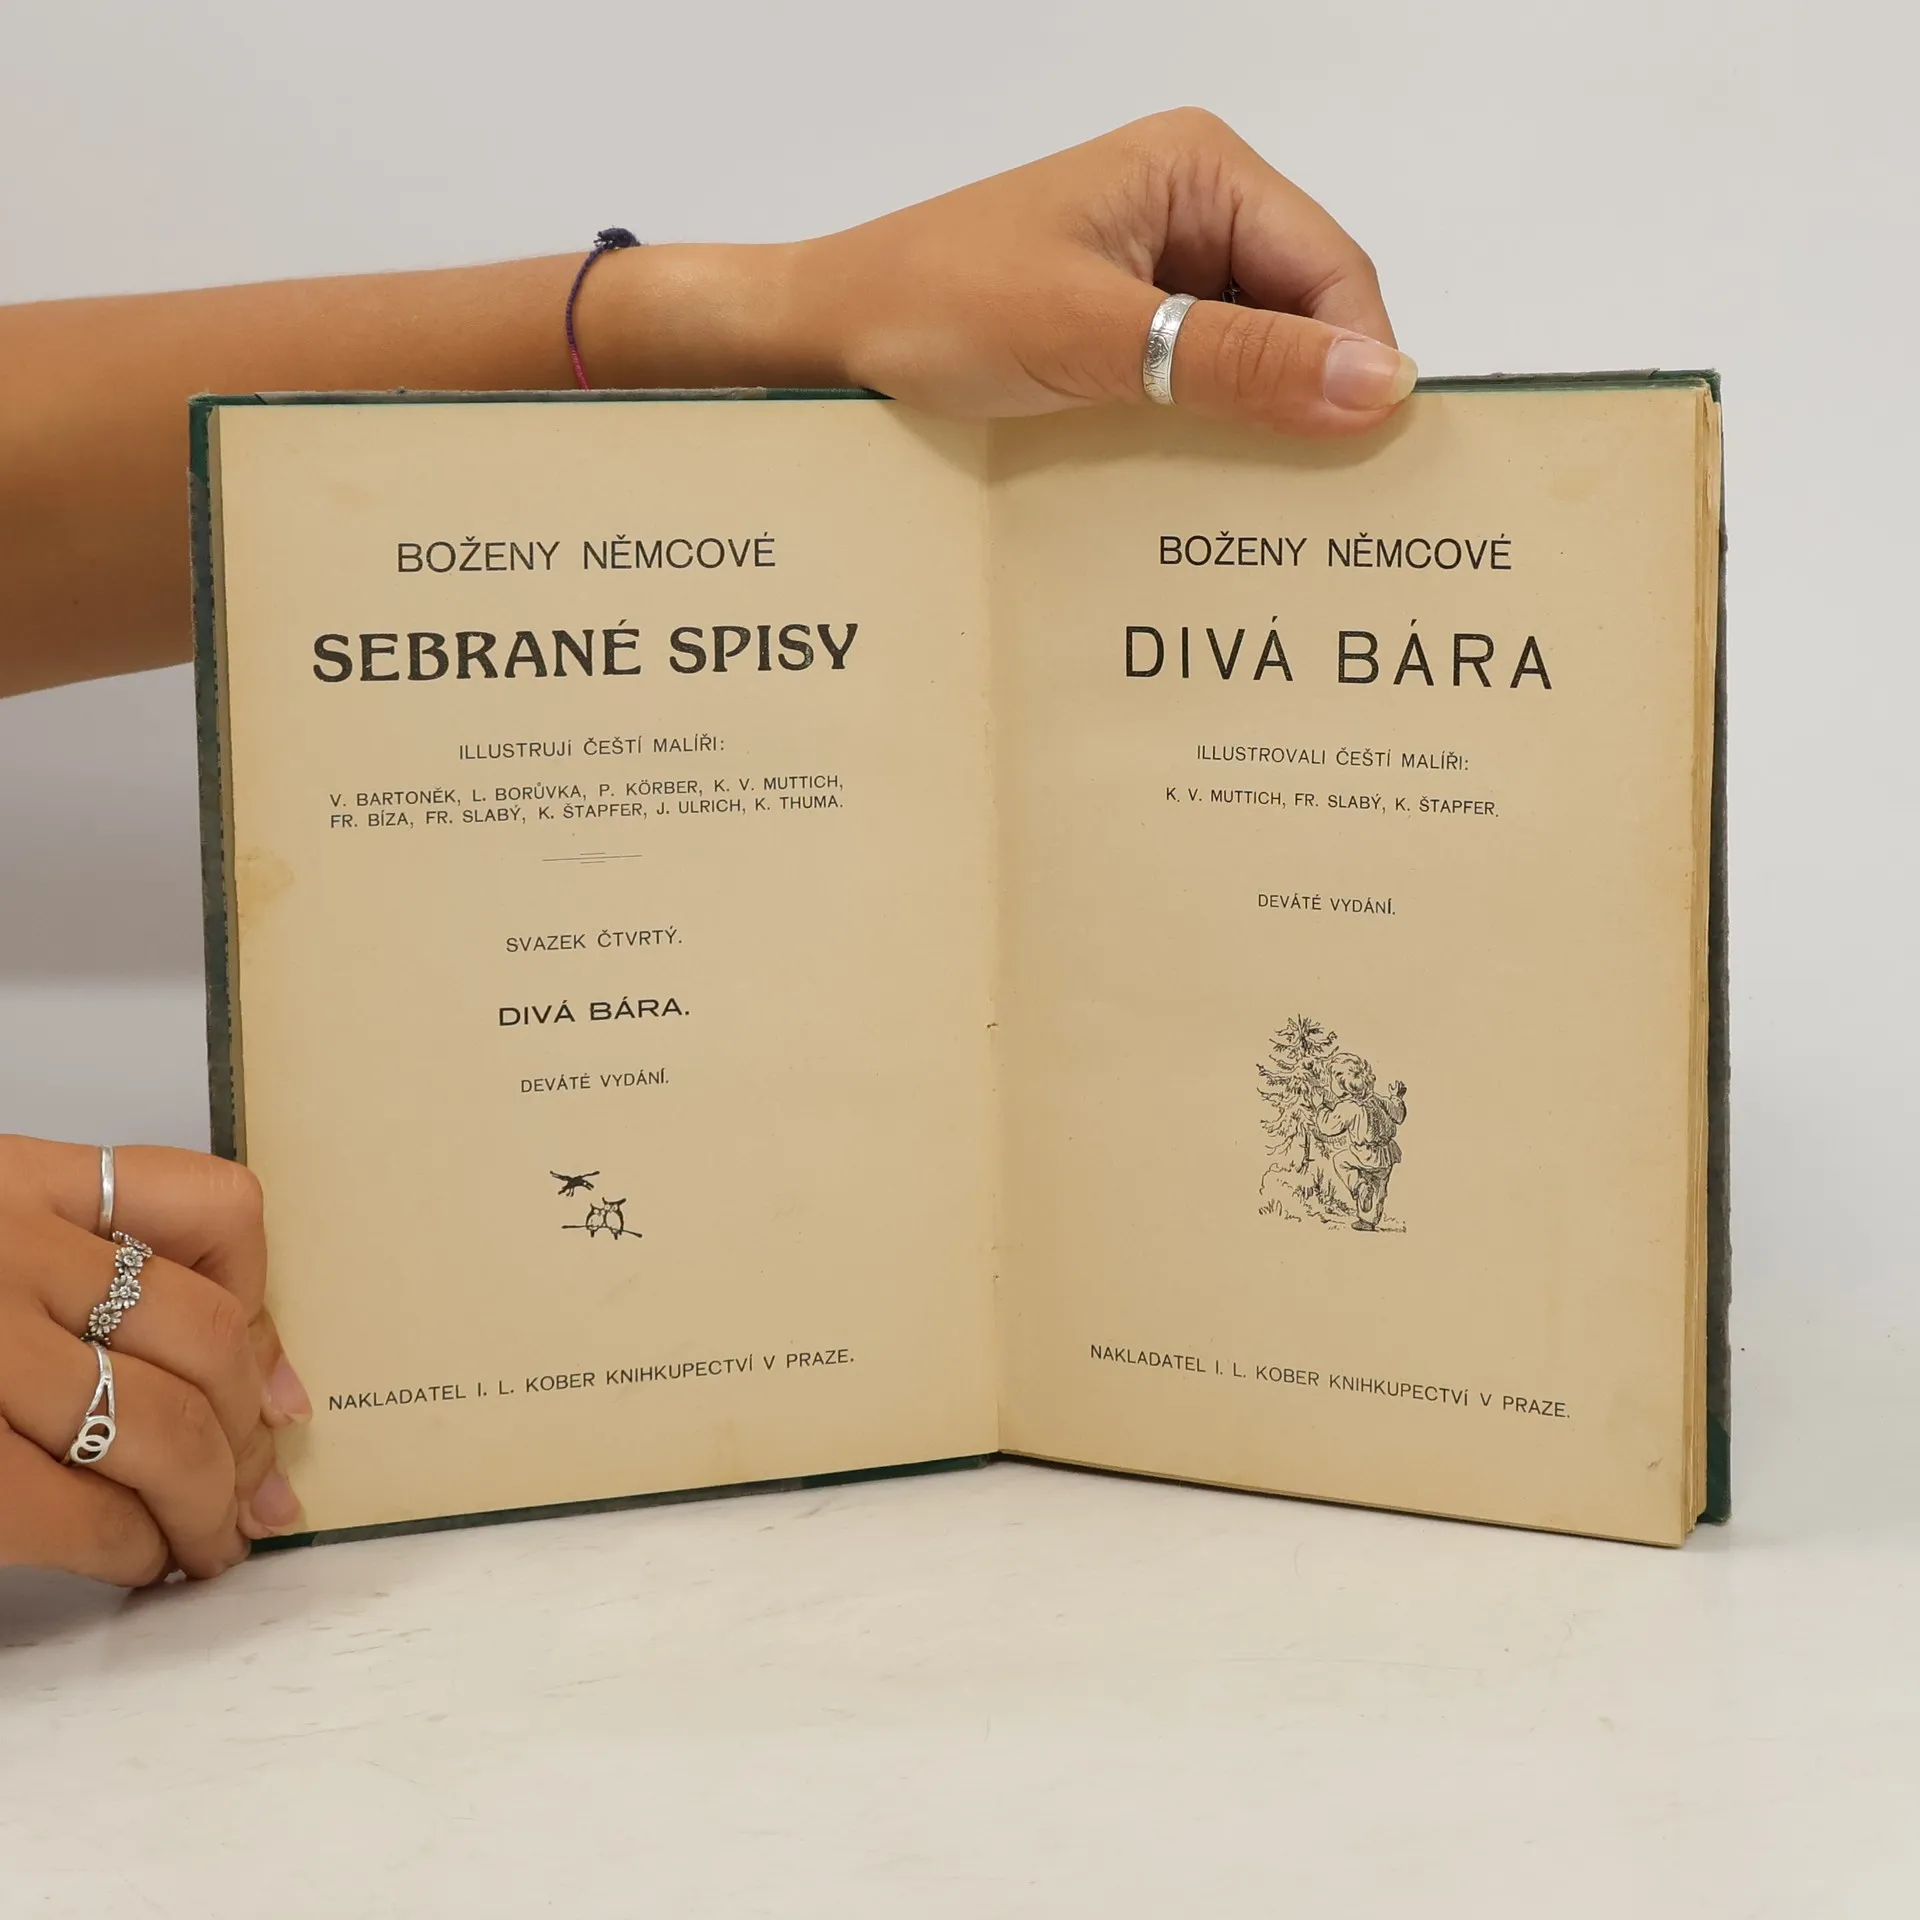 BOŽENY NĚMCOVÉ
SEBRANÉ SPISY
ILLUSTRUJÍ ČEŠTÍ MALÍŘI:
V. BARTONĚK, L. BORŮVKA, P. KÖRBER, K. V. MUTTICH,
FR. BÍZA, FR. SLABÝ, K. ŠTAPFER, J. ULRICH, K. THUMA.
SVAZEK ČTVRTÝ.
DIVÁ BÁRA.
DEVÁTÉ VYDÁNÍ.
NAKLADATEL I. L. KOBER KNIHKUPECTVÍ V PRAZE.
BOŽENY NĚMCOVÉ
DIVÁ BÁRA
ILLUSTROVALI ČEŠTÍ MALÍŘI:
K. V. MUTTICH, FR. SLABÝ, K. ŠTAPFER.
DEVÁTÉ VYDÁNÍ.
NAKLADATEL I. L. KOBER KNIHKUPECTVÍ V PRAZE.